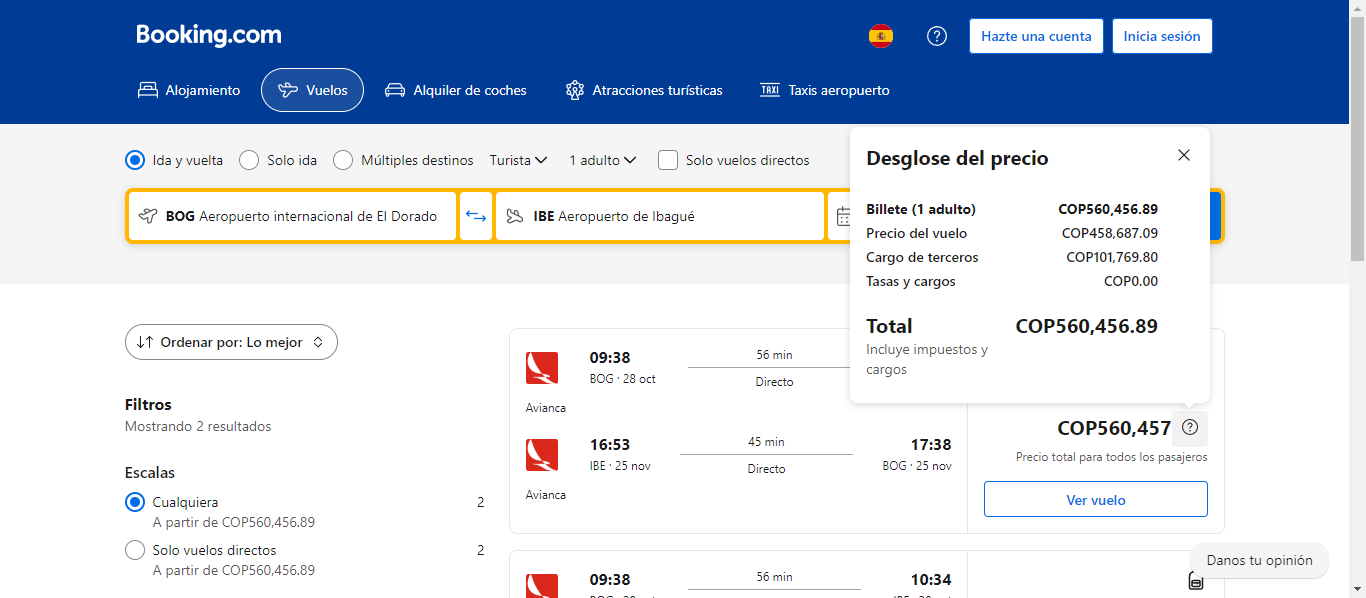 Booking.com
Hazte una cuenta
Inicia sesión
Alojamiento
Vuelos
Alquiler de coches
Atracciones turísticas
TAXI Taxis aeropuerto
Ida y vuelta
Solo ida
Múltiples destinos
Turista
1 adulto
Solo vuelos directos
BOG Aeropuerto internacional de El Dorado
IBE Aeropuerto de Ibagué
Desglose del precio
Billete (1 adulto) COP560,456.89
Precio del vuelo COP458,687.09
Cargo de terceros COP101,769.80
Tasas y cargos COP0.00
Total COP560,456.89
Incluye impuestos y
cargos
Ordenar por: Lo mejor
Filtros
Mostrando 2 resultados
Escalas
Cualquiera 2
A partir de COP560,456.89
Solo vuelos directos 2
A partir de COP560,456.89
09:38 56 min
BOG · 28 oct Directo
Avianca
16:53 45 min 17:38
IBE · 25 nov Directo BOG · 25 nov
Avianca
COP560,457
Precio total para todos los pasajeros
Ver vuelo
09:38 56 min 10:34
Danos tu opinión